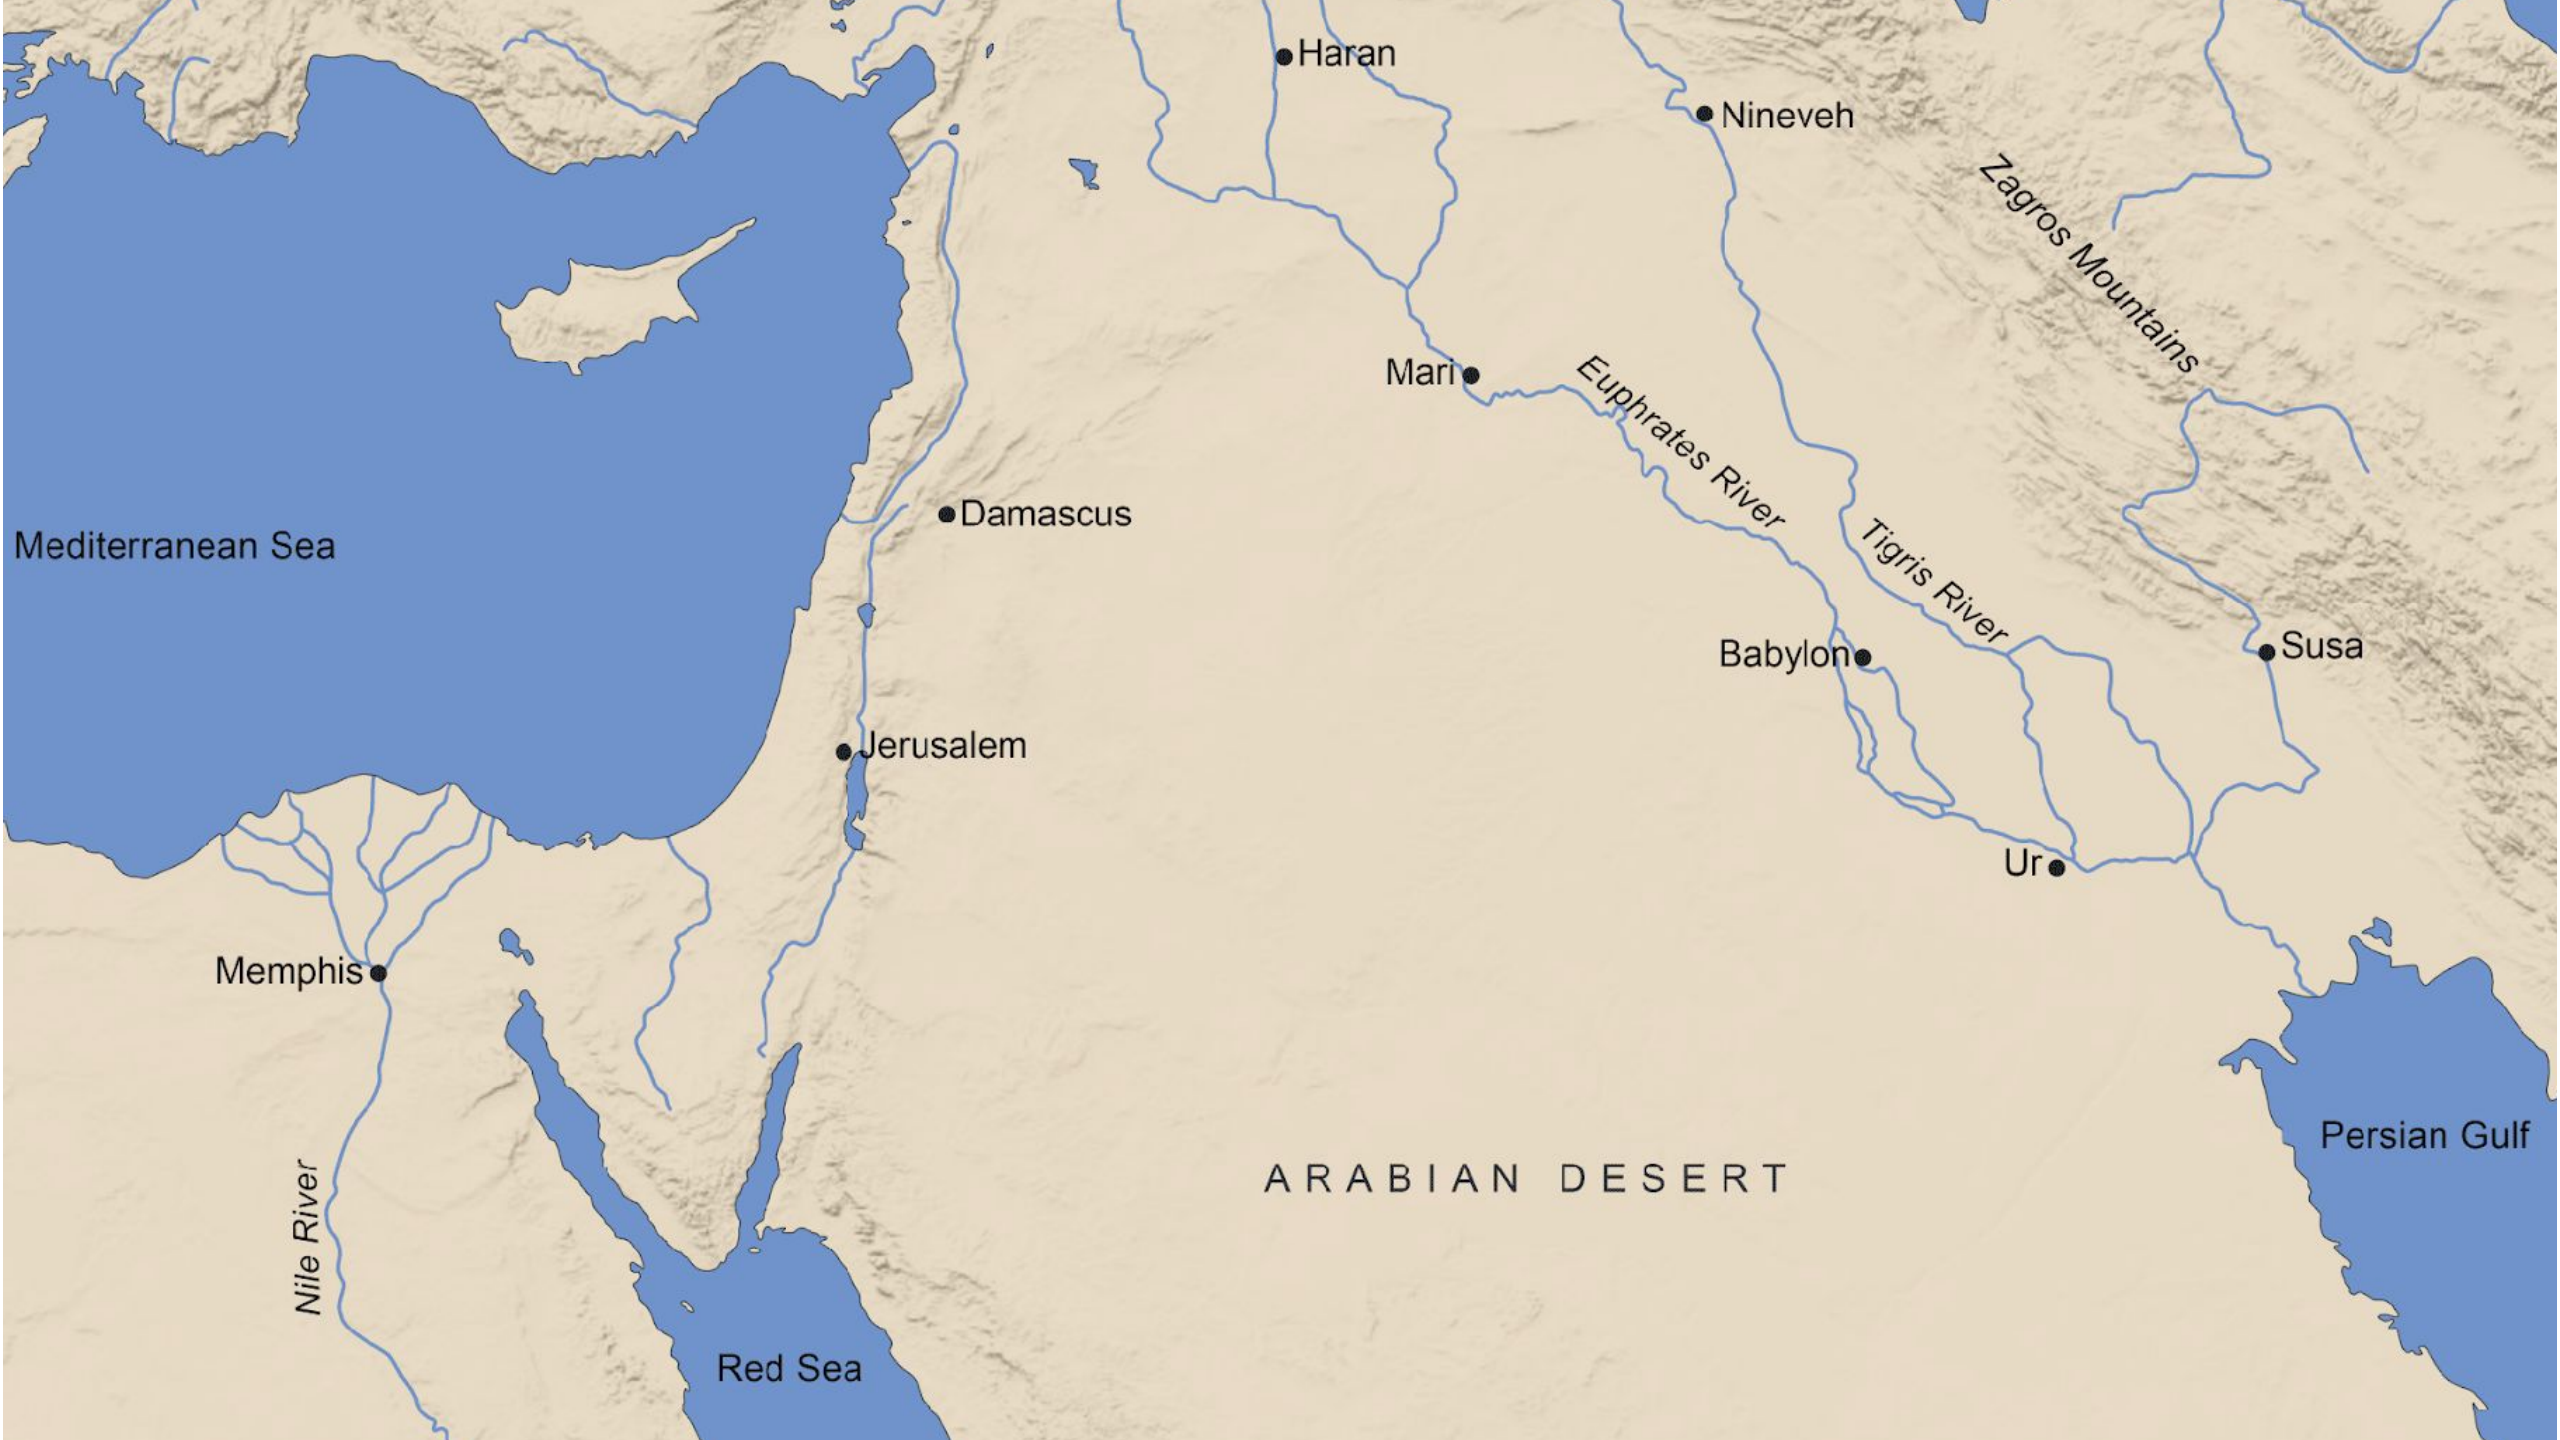 Haran
Nineveh
Zagros Mountains
Mari
Euphrates River
Damascus
Mediterranean Sea
Tigris River
Babylon
Susa
Jerusalem
Ur
Memphis
Persian Gulf
ARABIAN DESERT
Nile River
Red Sea